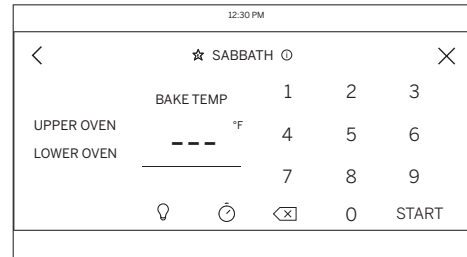 12:30 PM
SABBATH
BAKE TEMP
UPPER OVEN
LOWER OVEN
--- °F
1 2 3
4 5 6
7 8 9
0 START